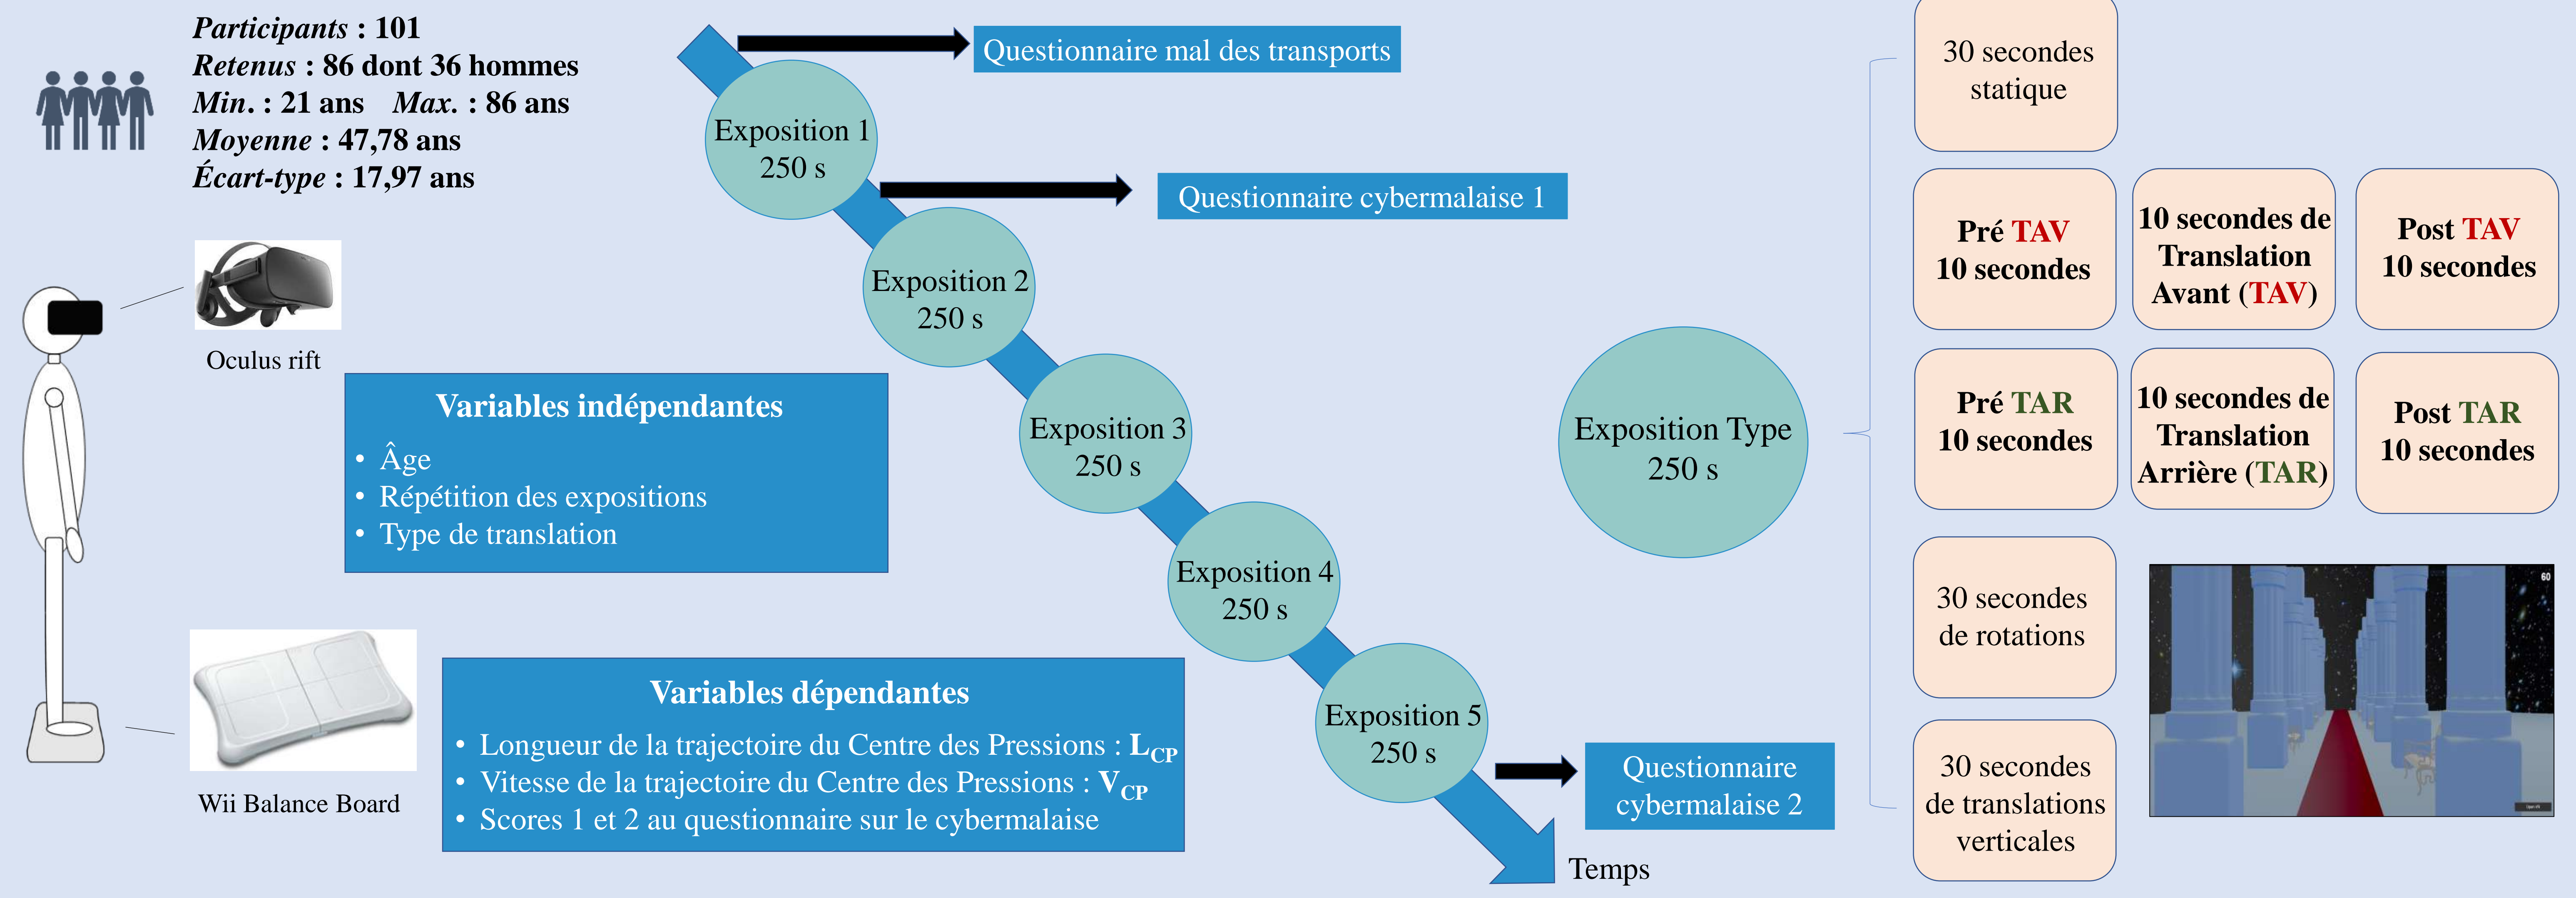 Participants : 101
Retenus : 86 dont 36 hommes
Min. : 21 ans Max. : 86 ans
Moyenne : 47,78 ans
Écart-type : 17,97 ans
Oculus rift
Wii Balance Board
Variables indépendantes
• Âge
• Répétition des expositions
• Type de translation
Variables dépendantes
• Longueur de la trajectoire du Centre des Pressions : LCP
• Vitesse de la trajectoire du Centre des Pressions : VCP
• Scores 1 et 2 au questionnaire sur le cybermalaise
Questionnaire mal des transports
Exposition 1
250 s
Questionnaire cybermalaise 1
Exposition 2
250 s
Exposition 3
250 s
Exposition 4
250 s
Exposition 5
250 s
Questionnaire
cybermalaise 2
Temps
Exposition Type
250 s
30 secondes
statique
Pré TAV
10 secondes
10 secondes de
Translation
Avant (TAV)
Post TAV
10 secondes
Pré TAR
10 secondes
10 secondes de
Translation
Arrière (TAR)
Post TAR
10 secondes
30 secondes
de rotations
30 secondes
de translations
verticales
60